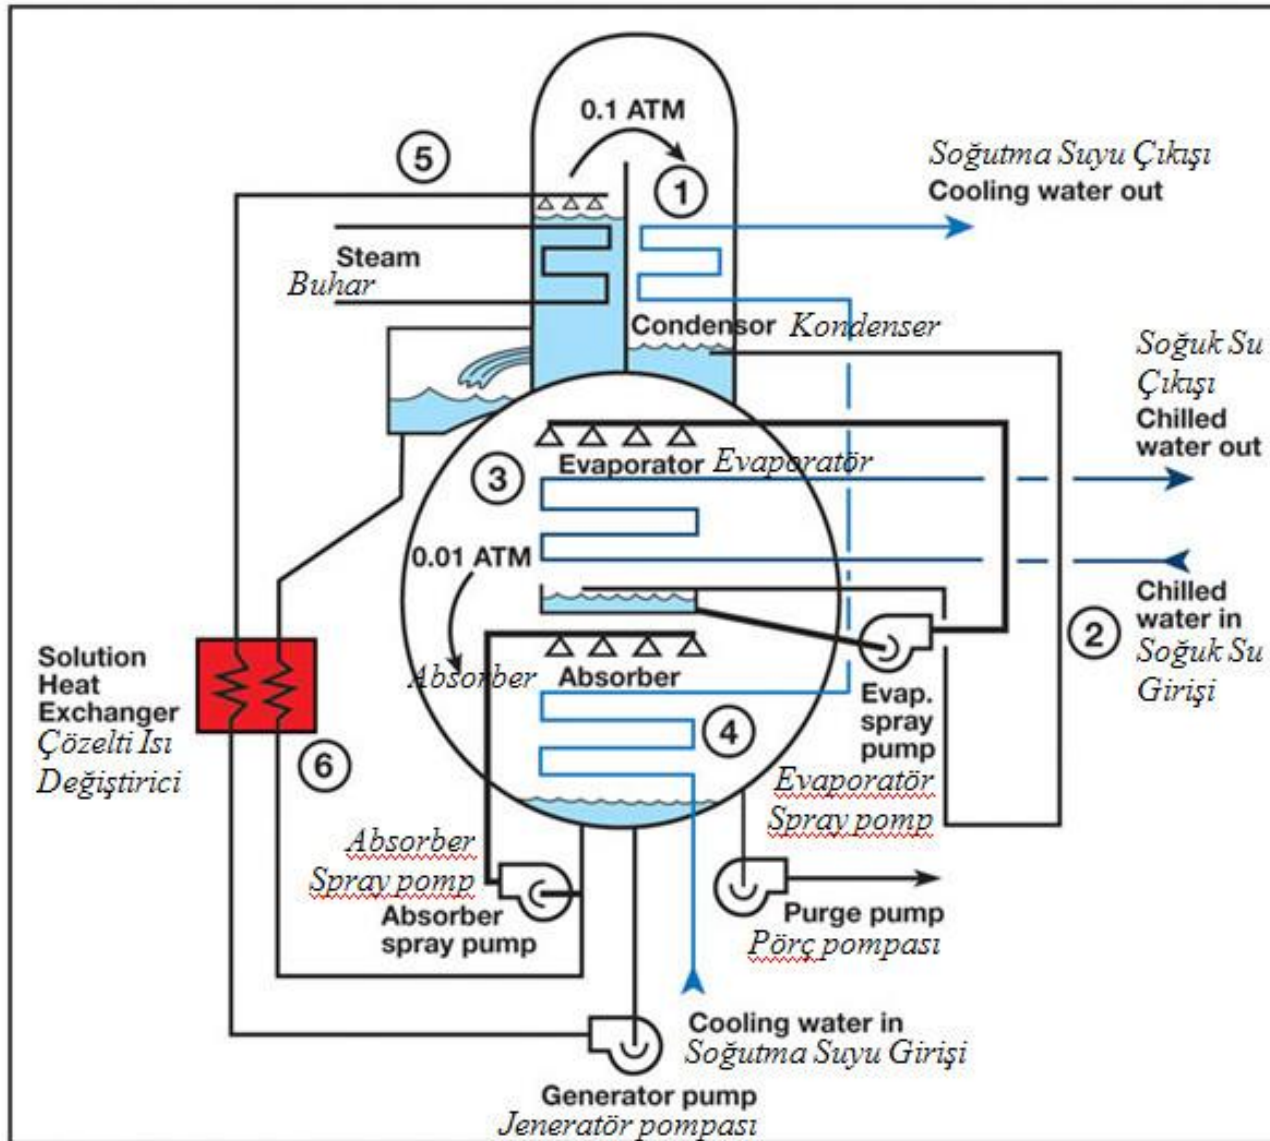 0.1 ATM
5
1
Soğutma Suyu Çıkışı
Cooling water out
Steam
Buhar
Condensor Kondenser
Soğuk Su
Çıkışı
Chilled
water out
3
Evaporator Evaporatör
0.01 ATM
2
Chilled
water in
Soğuk Su
Girişi
Absorber Absorber
4
Evap.
spray
pump
Evaporatör
Spray pomp
Solution
Heat
Exchanger
Çözelti Isı
Değiştirici
6
Absorber
Spray pomp
Absorber
spray pump
Purge pump
Pörç pompası
Cooling water in
Soğutma Suyu Girişi
Generator pump
Jeneratör pompası